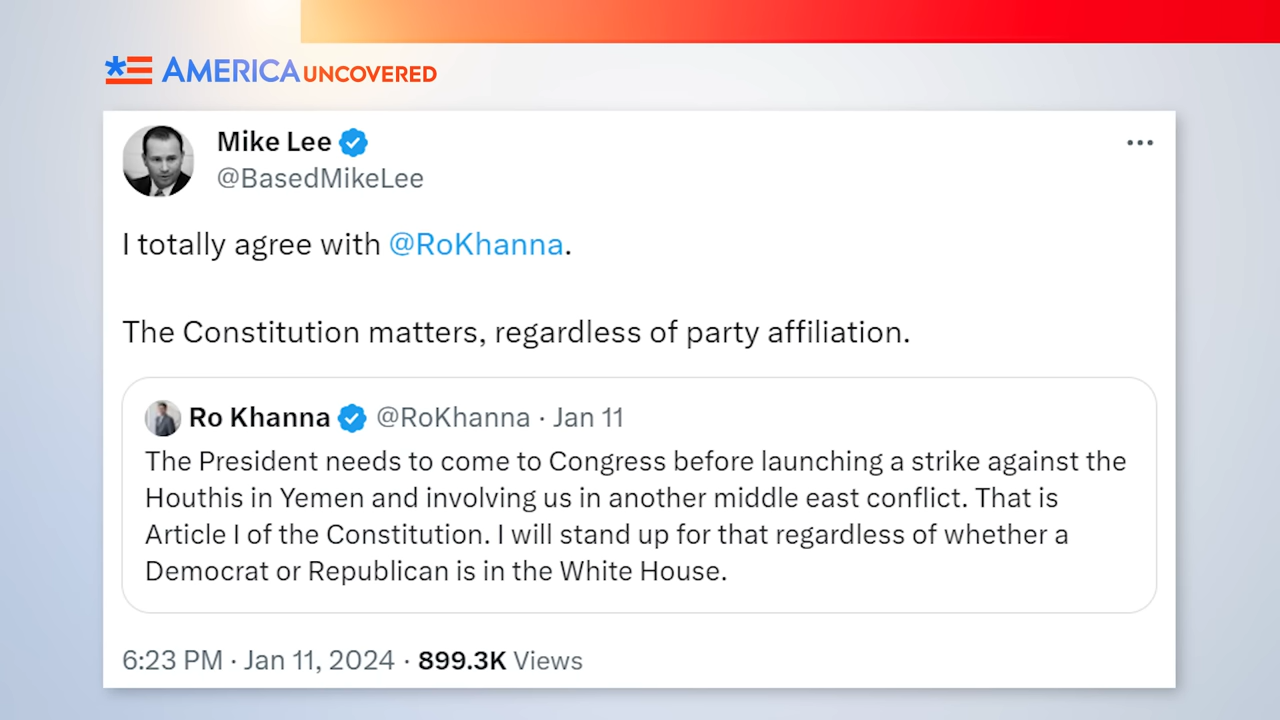 AMERICA UNCOVERED
Mike Lee
@BasedMikeLee
I totally agree with @RoKhanna.
The Constitution matters, regardless of party affiliation.
Ro Khanna @RoKhanna · Jan 11
The President needs to come to Congress before launching a strike against the
Houthis in Yemen and involving us in another middle east conflict. That is
Article I of the Constitution. I will stand up for that regardless of whether a
Democrat or Republican is in the White House.
6:23 PM · Jan 11, 2024 · 899.3K Views